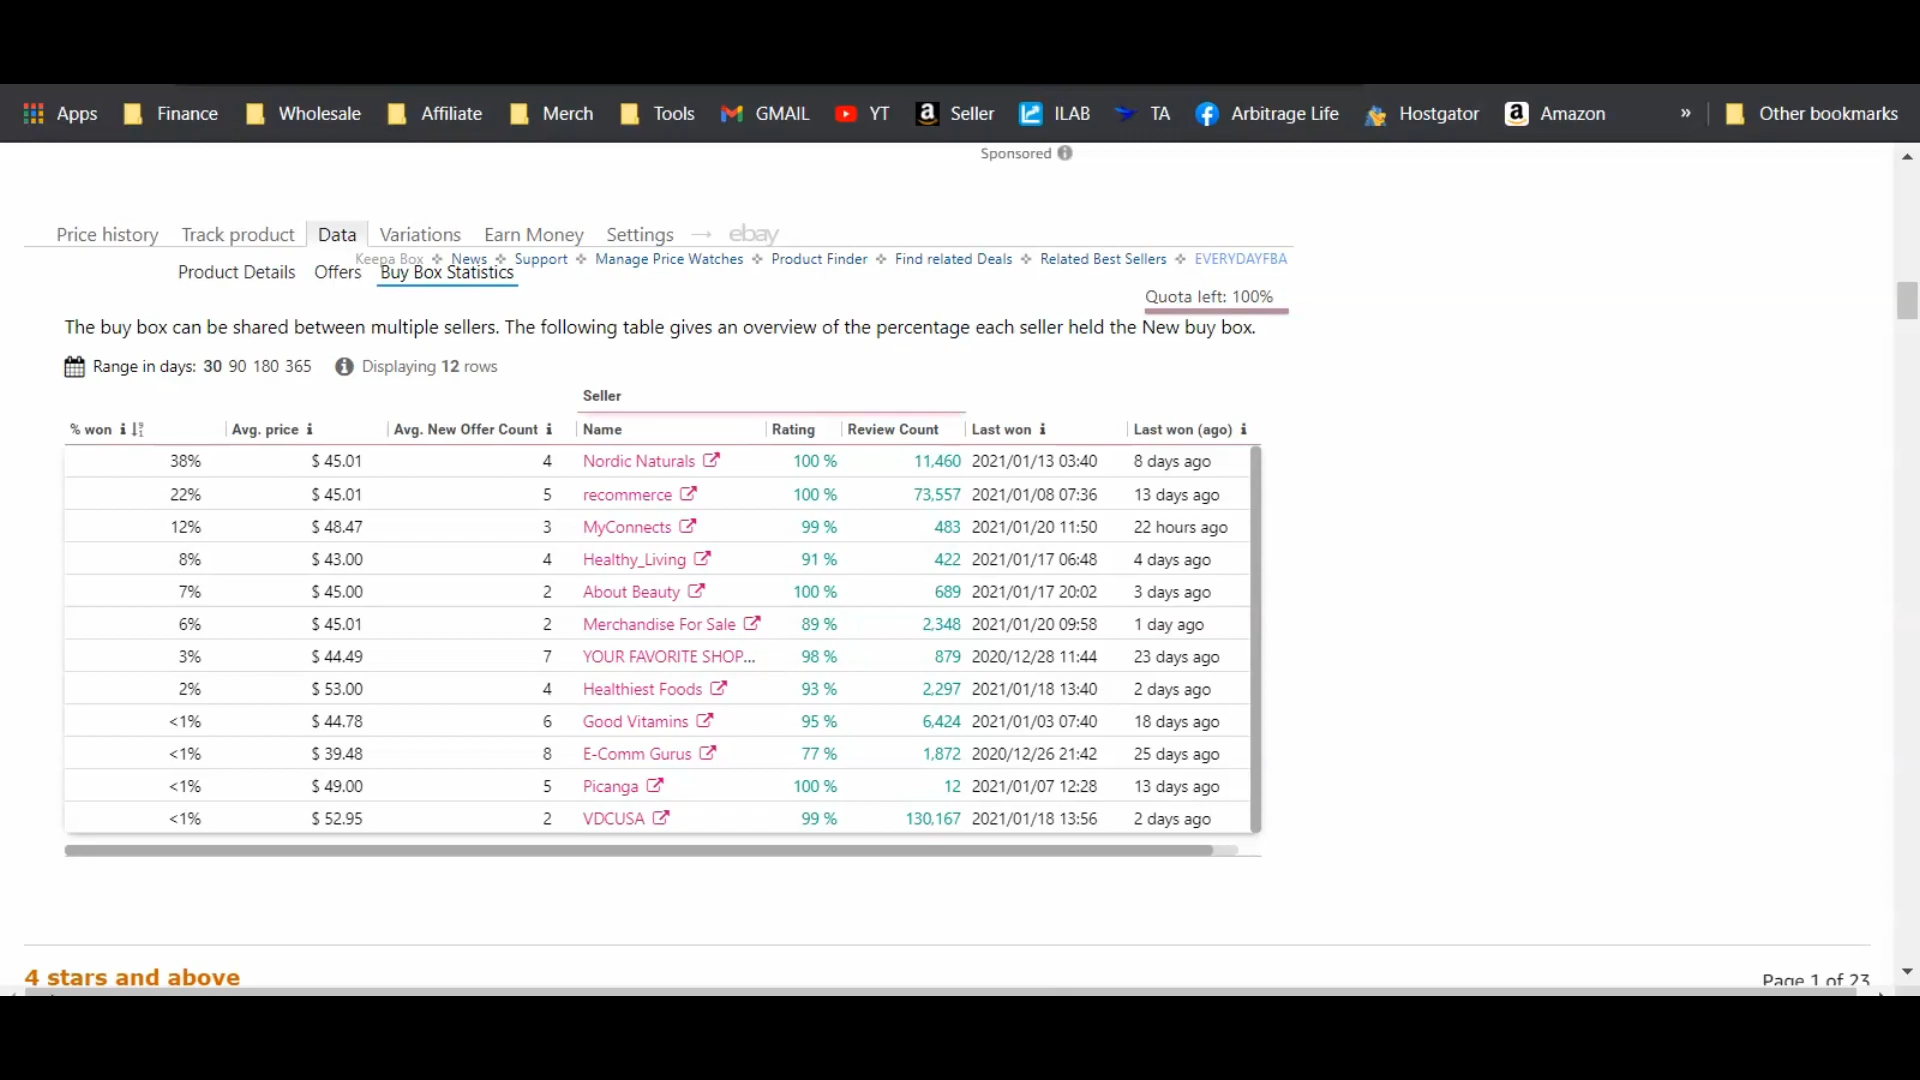 Apps Finance Wholesale Affiliate Merch Tools GMAIL YT Seller ILAB TA Arbitrage Life Hostgator Amazon » Other bookmarks
Sponsored
Price history Track product Data Variations Earn Money Settings → ebay
Keepa Box News Support Manage Price Watches Product Finder Find related Deals Related Best Sellers EVERYDAYFBA
Product Details Offers Buy Box Statistics
Quota left: 100%
The buy box can be shared between multiple sellers. The following table gives an overview of the percentage each seller held the New buy box.
Range in days: 30 90 180 365 Displaying 12 rows
Seller
% won Avg. price Avg. New Offer Count Name Rating Review Count Last won Last won (ago)
38% $ 45.01 4 Nordic Naturals 100 % 11,460 2021/01/13 03:40 8 days ago
22% $ 45.01 5 recommerce 100 % 73,557 2021/01/08 07:36 13 days ago
12% $ 48.47 3 MyConnects 99 % 483 2021/01/20 11:50 22 hours ago
8% $ 43.00 4 Healthy_Living 91 % 422 2021/01/17 06:48 4 days ago
7% $ 45.00 2 About Beauty 100 % 689 2021/01/17 20:02 3 days ago
6% $ 45.01 2 Merchandise For Sale 89 % 2,348 2021/01/20 09:58 1 day ago
3% $ 44.49 7 YOUR FAVORITE SHOP... 98 % 879 2020/12/28 11:44 23 days ago
2% $ 53.00 4 Healthiest Foods 93 % 2,297 2021/01/18 13:40 2 days ago
<1% $ 44.78 6 Good Vitamins 95 % 6,424 2021/01/03 07:40 18 days ago
<1% $ 39.48 8 E-Comm Gurus 77 % 1,872 2020/12/26 21:42 25 days ago
<1% $ 49.00 5 Picanga 100 % 12 2021/01/07 12:28 13 days ago
<1% $ 52.95 2 VDCUSA 99 % 130,167 2021/01/18 13:56 2 days ago
4 stars and above
Page 1 of 23